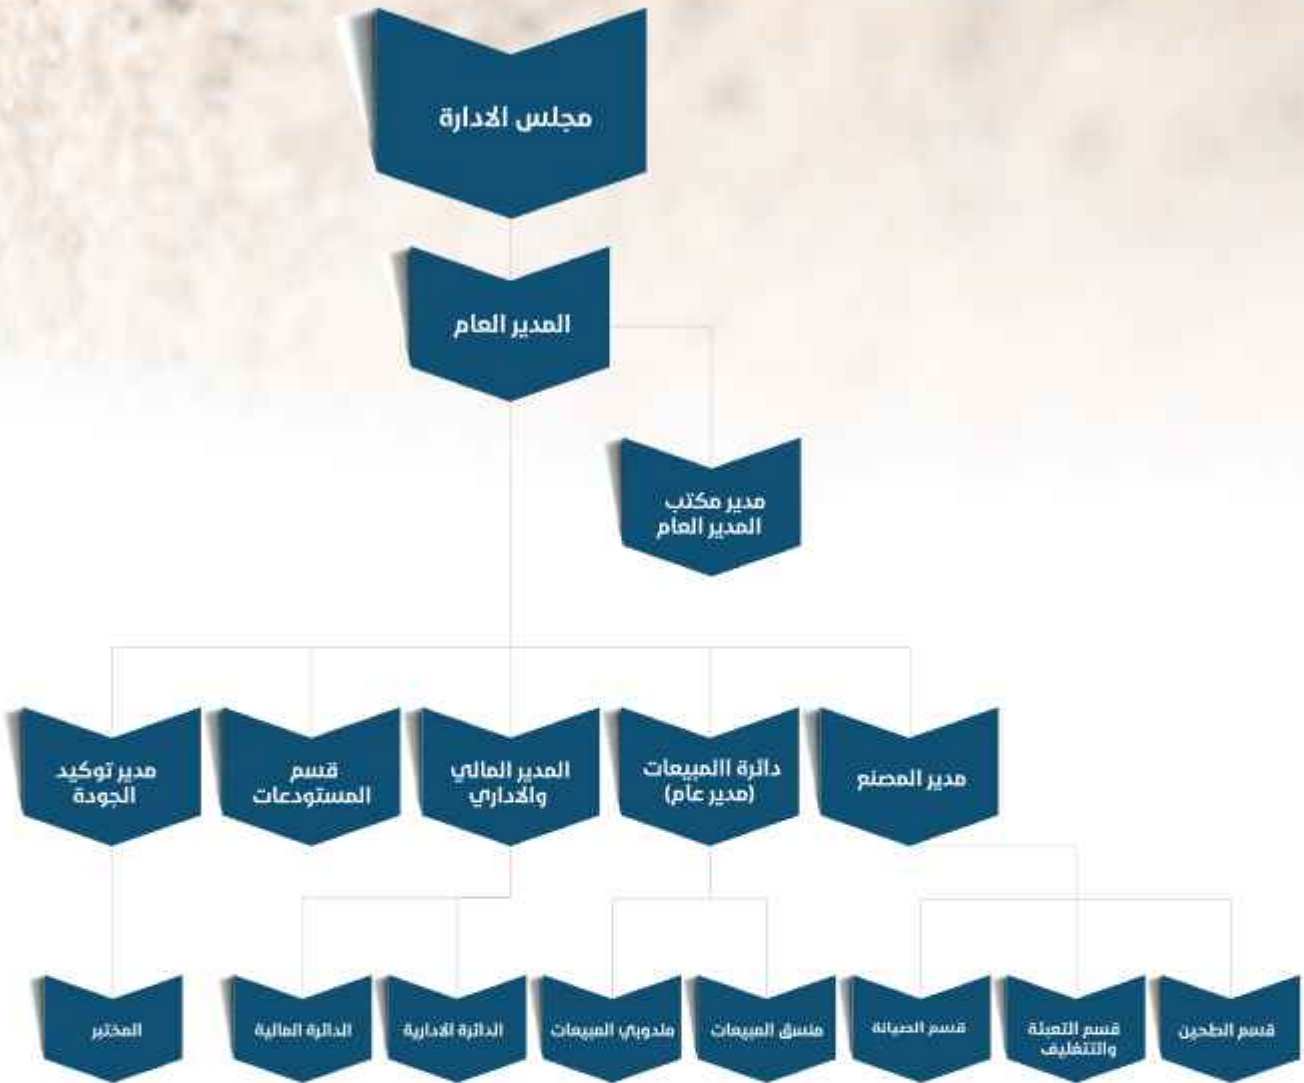 مجلس الادارة
المدير العام
مدير مكتب
المدير العام
مدير المصنع
دائرة االمبيعات
(مدير عام)
المدير المالي
والاداري
قسم
المستودعات
مدير توكيد
الجودة
قسم الطحين
قسم التعبئة
والتتغليف
قسم الصيانة
منسق المبيعات
مندوبي المبيعات
الدائرة الادارية
الدائرة المالية
المختبر